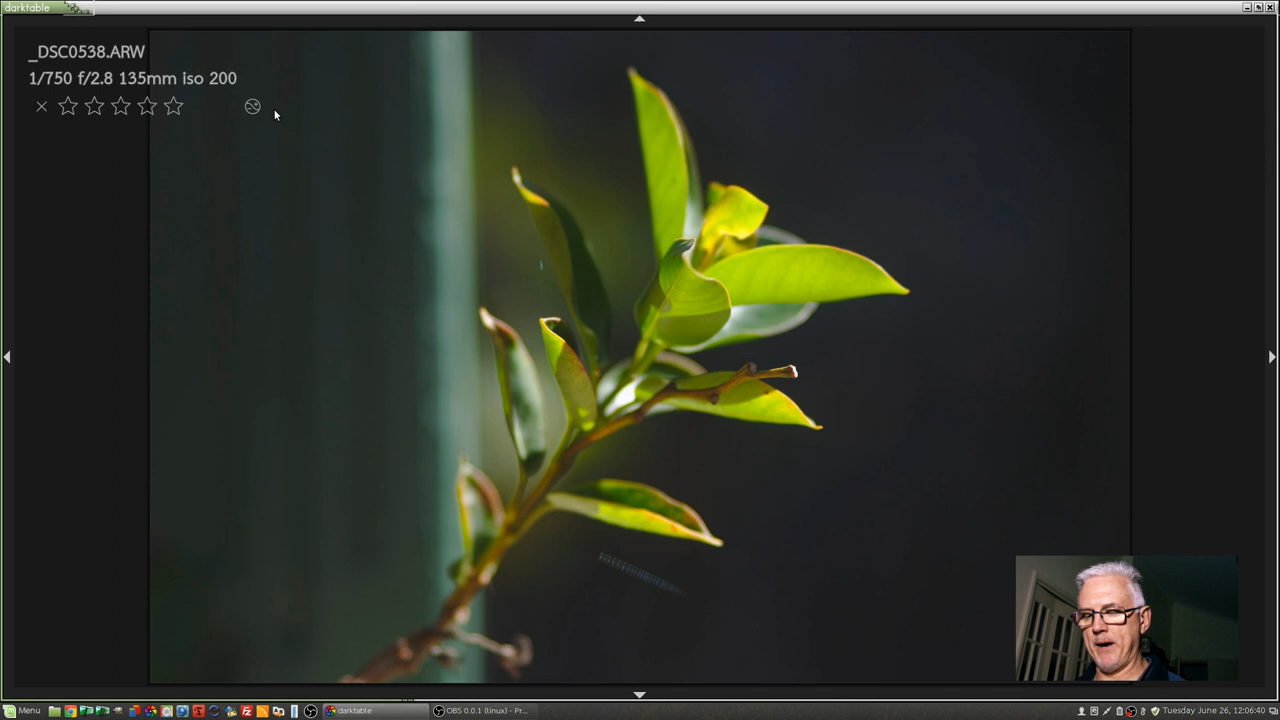 darktable
_DSC0538.ARW
1/750 f/2.8 135mm iso 200
Menu
darktable
OBS 0.0.1 (linux) - Pr...
Tuesday June 26, 12:06:40